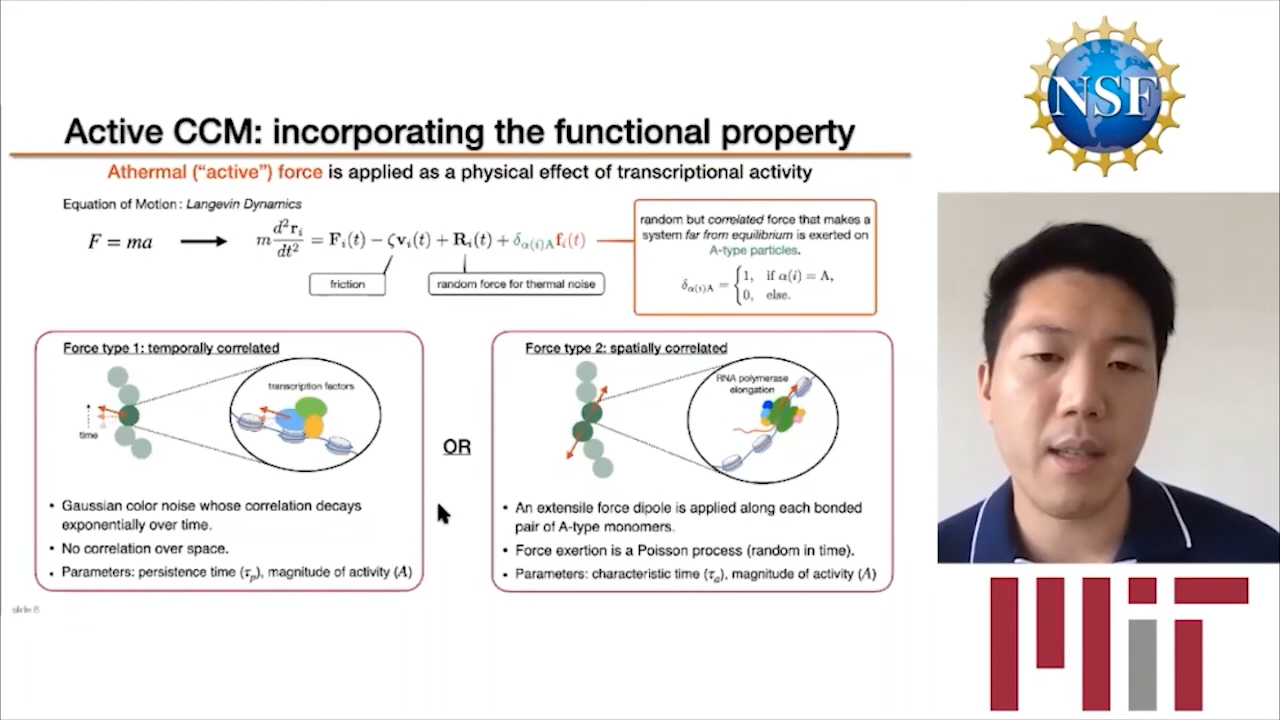 Active CCM: incorporating the functional property
Athermal (“active”) force is applied as a physical effect of transcriptional activity
Equation of Motion : Langevin Dynamics
F = ma
m d²rᵢ/dt² = Fᵢ(t) − ζvᵢ(t) + Rᵢ(t) + δα(i)A fᵢ(t)
friction
random force for thermal noise
random but correlated force that makes a
system far from equilibrium is exerted on
A-type particles.
δα(i)A = { 1, if α(i) = A,
0, else.
Force type 1: temporally correlated
transcription factors
time
• Gaussian color noise whose correlation decays
exponentially over time.
• No correlation over space.
• Parameters: persistence time (τₚ), magnitude of activity (A)
OR
Force type 2: spatially correlated
RNA polymerase
elongation
• An extensile force dipole is applied along each bonded
pair of A-type monomers.
• Force exertion is a Poisson process (random in time).
• Parameters: characteristic time (τₐ), magnitude of activity (A)
slide 6
NSF
MIT